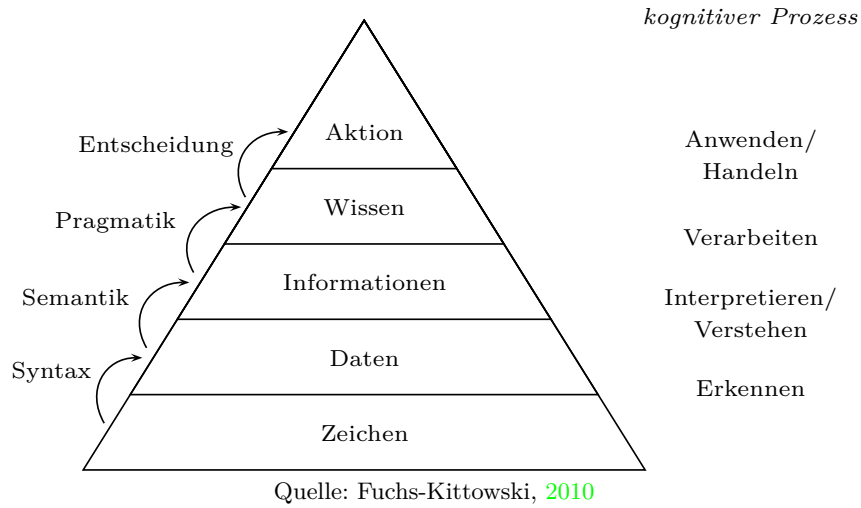 kognitiver Prozess
Aktion
Entscheidung
Anwenden/
Handeln
Wissen
Pragmatik
Verarbeiten
Informationen
Semantik
Interpretieren/
Verstehen
Daten
Syntax
Erkennen
Zeichen
Quelle: Fuchs-Kittowski, 2010